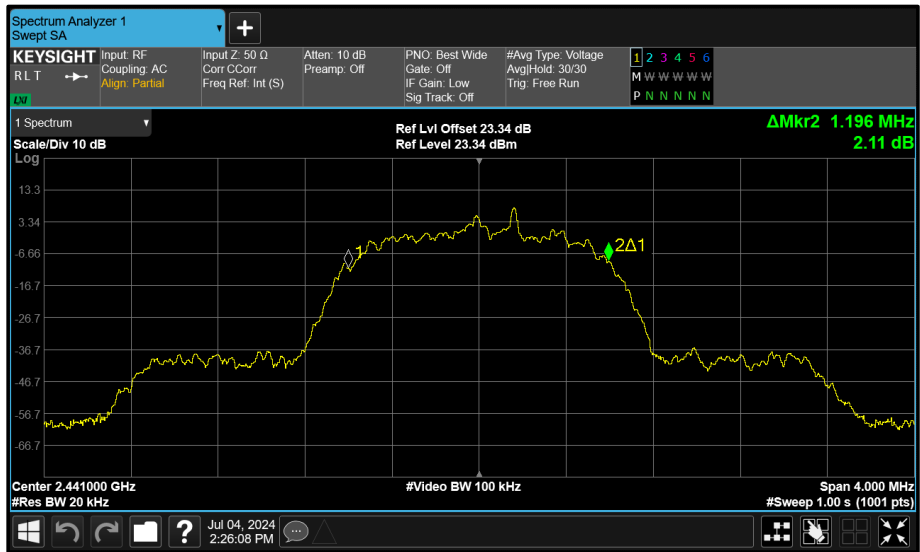 Spectrum Analyzer 1
Swept SA
+
KEYSIGHT
RLT
LXI
Input: RF
Coupling: AC
Align: Partial
Input Z: 50 Ω
Corr CCorr
Freq Ref: Int (S)
Atten: 10 dB
Preamp: Off
PNO: Best Wide
Gate: Off
IF Gain: Low
Sig Track: Off
#Avg Type: Voltage
Avg|Hold: 30/30
Trig: Free Run
1 2 3 4 5 6
M W W W W W
P N N N N N
1 Spectrum
Scale/Div 10 dB
Ref Lvl Offset 23.34 dB
Ref Level 23.34 dBm
ΔMkr2 1.196 MHz
2.11 dB
Log
13.3
3.34
-6.66
-16.7
-26.7
-36.7
-46.7
-56.7
-66.7
1
2Δ1
Center 2.441000 GHz
#Res BW 20 kHz
#Video BW 100 kHz
Span 4.000 MHz
#Sweep 1.00 s (1001 pts)
?
Jul 04, 2024
2:26:08 PM